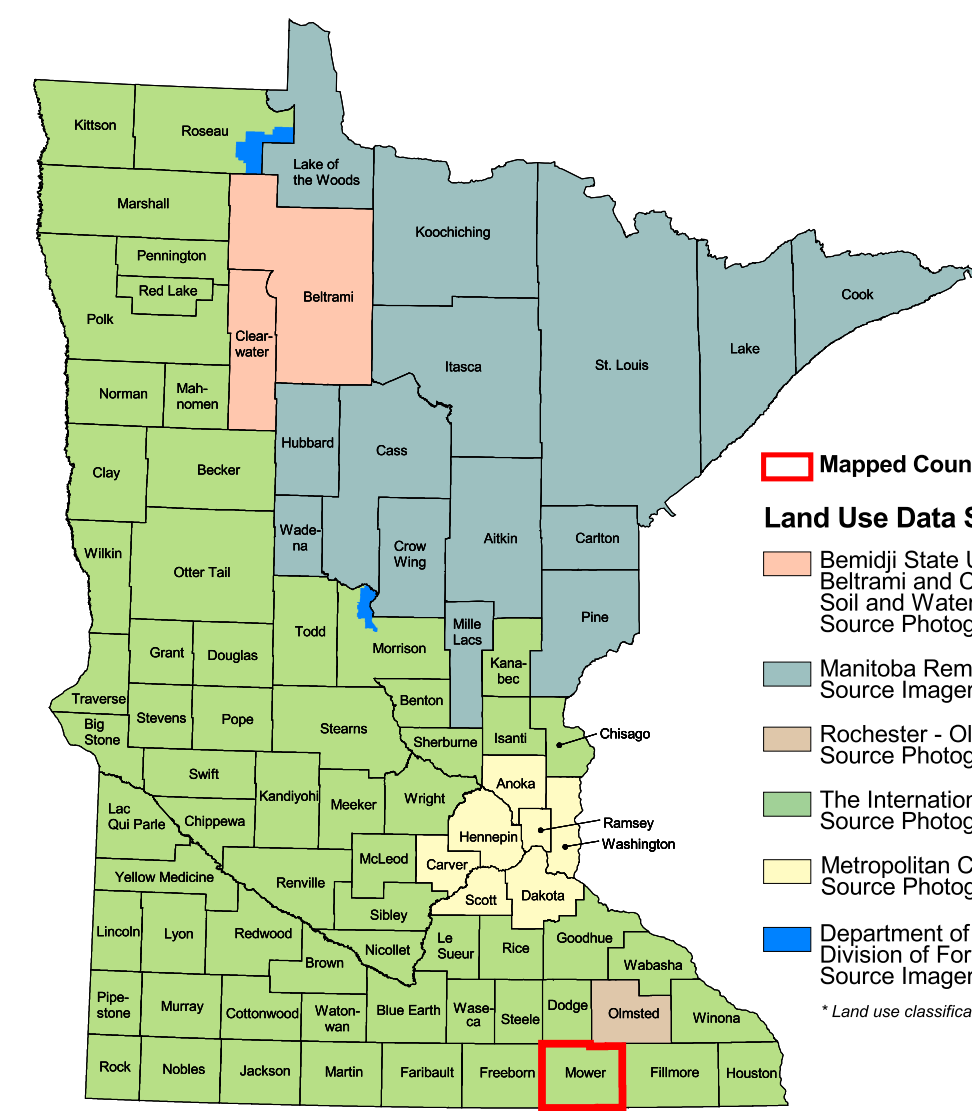 Kittson
Roseau
Lake of
the Woods
Marshall
Koochiching
Pennington
Red Lake
Beltrami
Cook
Polk
Clear-
water
Lake
Itasca
St. Louis
Norman
Mah-
nomen
Hubbard
Cass
Clay
Becker
Mapped Coun
Land Use Data S
Wade-
na
Crow
Wing
Aitkin
Carlton
Wilkin
Otter Tail
Bemidji State U
Beltrami and C
Soil and Water
Source Photog
Todd
Mille
Lacs
Pine
Morrison
Grant
Douglas
Kana-
bec
Manitoba Rem
Source Imager
Traverse
Benton
Big
Stone
Stevens
Pope
Stearns
Sherburne
Isanti
Chisago
Rochester - Ol
Source Photog
Swift
Kandiyohi
Meeker
Wright
Anoka
Lac
Qui Parle
Chippewa
Hennepin
Ramsey
Washington
The Internation
Source Photog
McLeod
Carver
Yellow Medicine
Renville
Scott
Dakota
Metropolitan C
Source Photog
Sibley
Lincoln
Lyon
Redwood
Nicollet
Le
Sueur
Rice
Goodhue
Brown
Wabasha
Department of
Division of For
Source Imager
Pipe-
stone
Murray
Cottonwood
Waton-
wan
Blue Earth
Wase-
ca
Steele
Dodge
Olmsted
Winona
* Land use classifica
Rock
Nobles
Jackson
Martin
Faribault
Freeborn
Mower
Fillmore
Houston